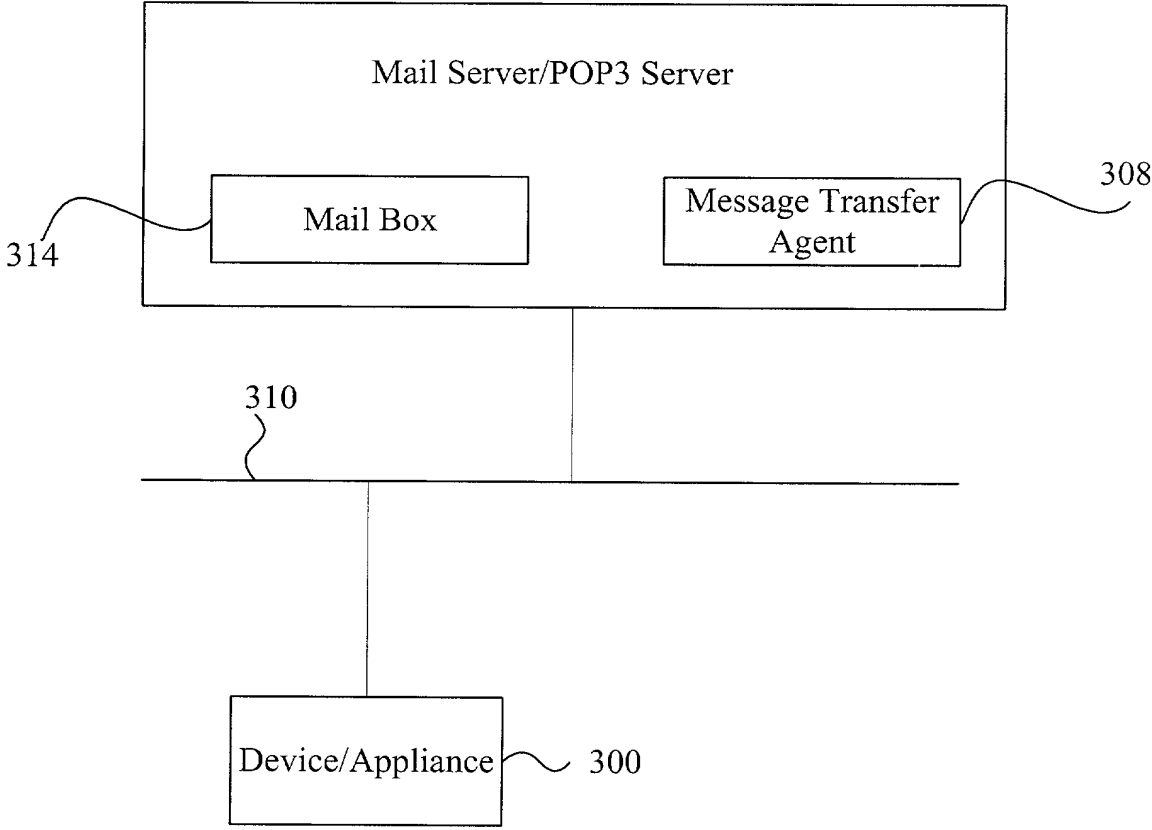 Mail Server/POP3 Server
308
Mail Box
Message Transfer
Agent
314
310
Device/Appliance
300